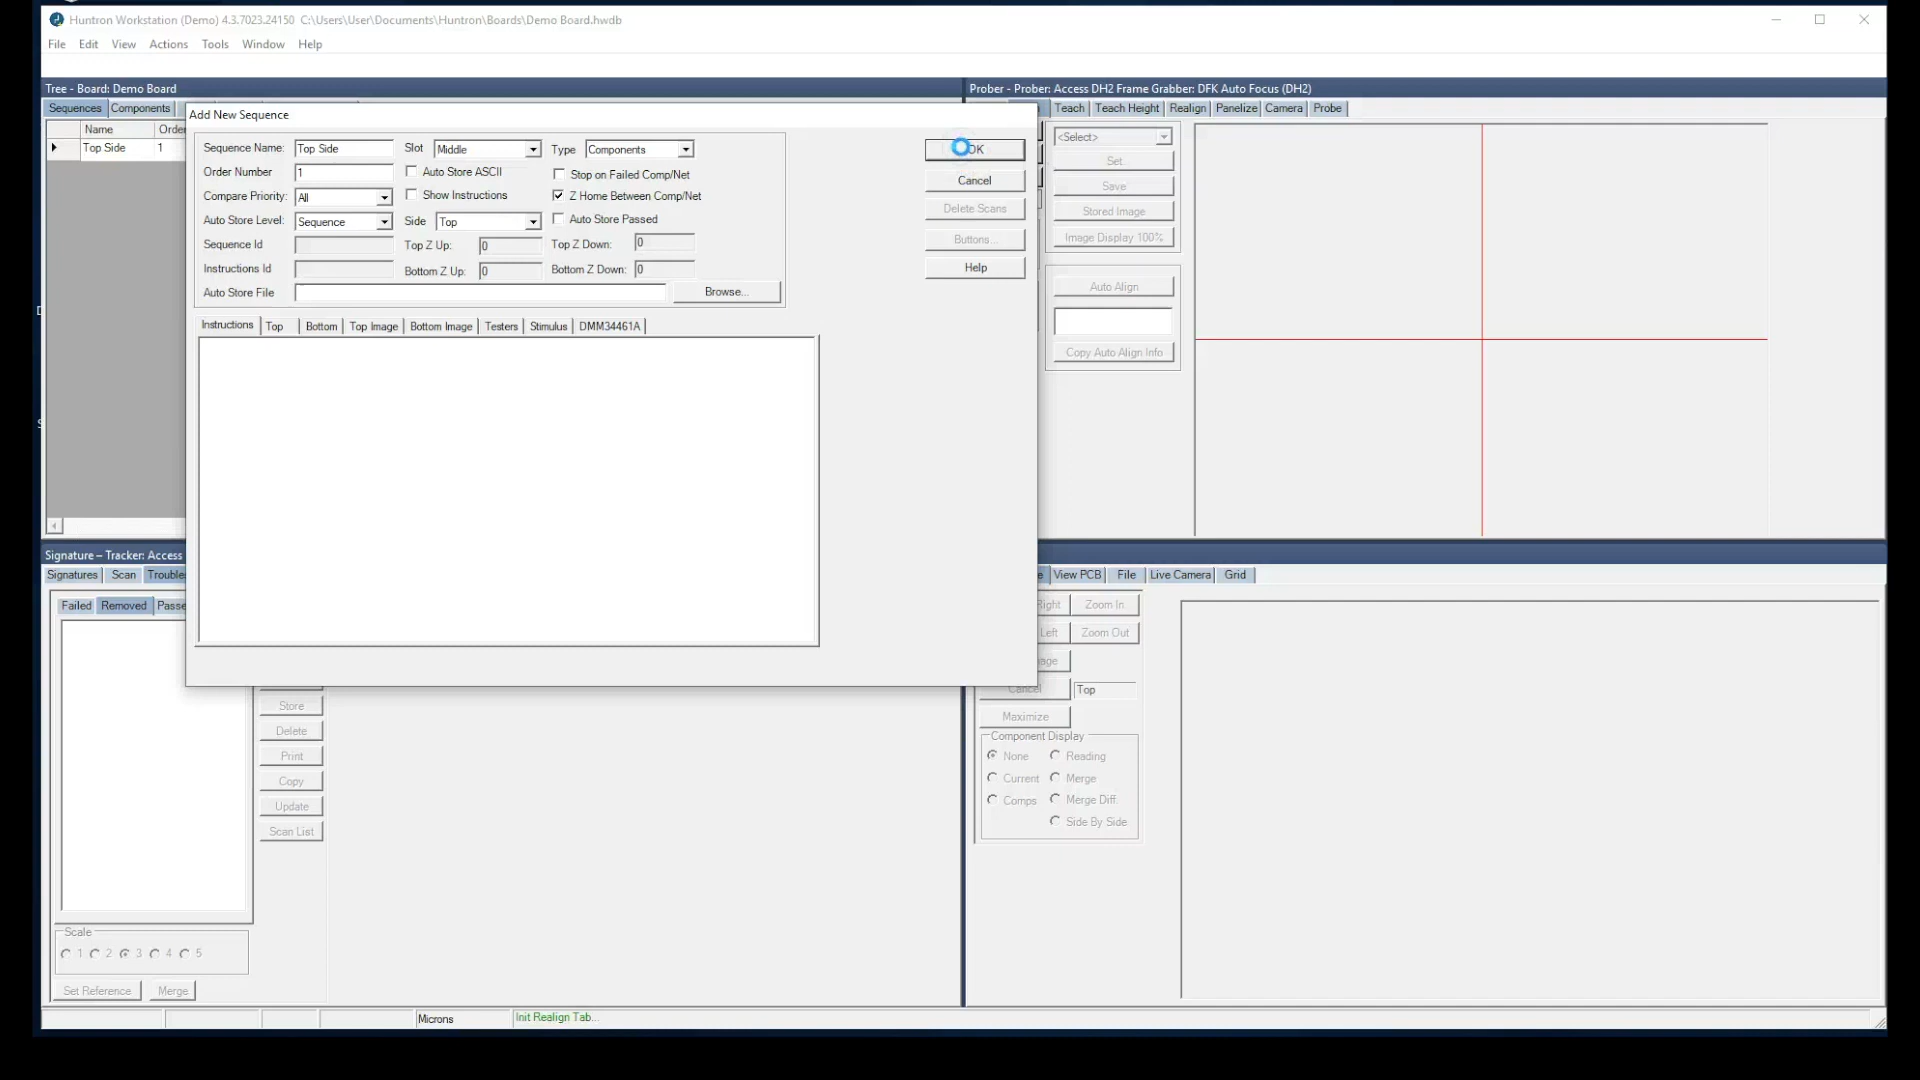 Huntron Workstation (Demo) 4.3.7023.24150 C:\Users\User\Documents\Huntron\Boards\Demo Board.hwdb
File Edit View Actions Tools Window Help
Tree - Board: Demo Board
Prober - Prober: Access DH2 Frame Grabber: DFK Auto Focus (DH2)
Sequences Components
Teach Teach Height Realign Panelize Camera Probe
Name Order
Top Side 1
Add New Sequence
Sequence Name: Top Side Slot Middle Type Components
Order Number 1 Auto Store ASCII Stop on Failed Comp/Net
Compare Priority: All Show Instructions Z Home Between Comp/Net
Auto Store Level: Sequence Side Top Auto Store Passed
Sequence Id Top Z Up: 0 Top Z Down: 0
Instructions Id Bottom Z Up: 0 Bottom Z Down: 0
Auto Store File Browse...
OK
Cancel
Delete Scans
Buttons...
Help
Instructions Top Bottom Top Image Bottom Image Testers Stimulus DMM34461A
<Select>
Set
Save
Stored Image
Image Display 100%
Auto Align
Copy Auto Align Info
Signature – Tracker: Access
Signatures Scan Trouble
Failed Removed Passe
Store
Delete
Print
Copy
Update
Scan List
Scale
1 2 3 4 5
Set Reference Merge
View PCB File Live Camera Grid
Right Zoom In
Left Zoom Out
Cancel Top
Maximize
Component Display
None Reading
Current Merge
Comps Merge Diff.
Side By Side
Microns Init Realign Tab...